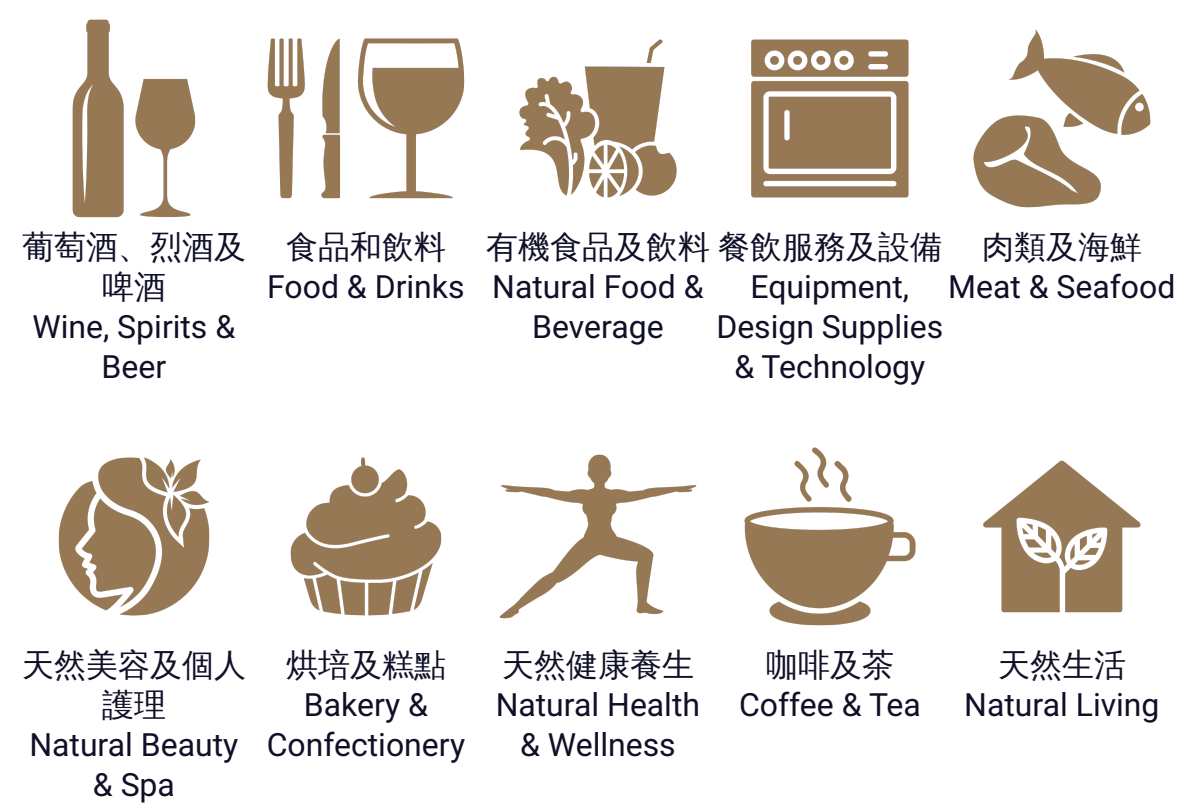 葡萄酒、烈酒及
啤酒
Wine, Spirits &
Beer
食品和飲料
Food & Drinks
有機食品及飲料
Natural Food &
Beverage
餐飲服務及設備
Equipment,
Design Supplies
& Technology
肉類及海鮮
Meat & Seafood
天然美容及個人
護理
Natural Beauty
& Spa
烘培及糕點
Bakery &
Confectionery
天然健康養生
Natural Health
& Wellness
咖啡及茶
Coffee & Tea
天然生活
Natural Living